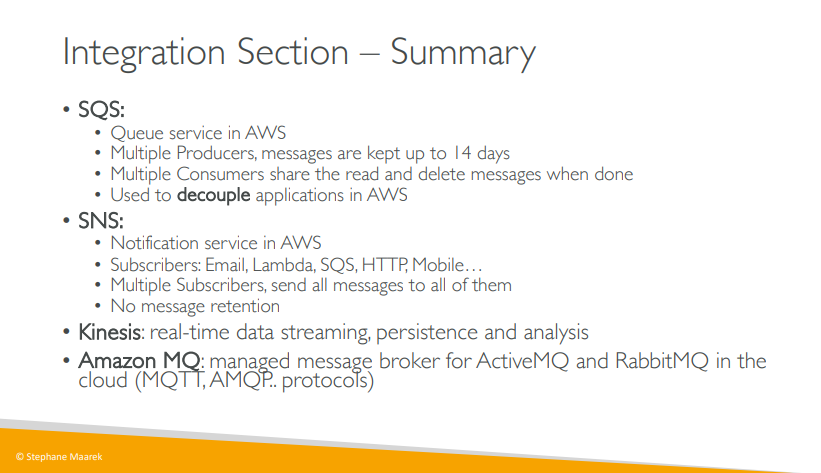 Integration Section – Summary
• SQS:
• Queue service in AWS
• Multiple Producers, messages are kept up to 14 days
• Multiple Consumers share the read and delete messages when done
• Used to decouple applications in AWS
• SNS:
• Notification service in AWS
• Subscribers: Email, Lambda, SQS, HTTP, Mobile…
• Multiple Subscribers, send all messages to all of them
• No message retention
• Kinesis: real-time data streaming, persistence and analysis
• Amazon MQ: managed message broker for ActiveMQ and RabbitMQ in the
cloud (MQTT, AMQP.. protocols)
© Stephane Maarek